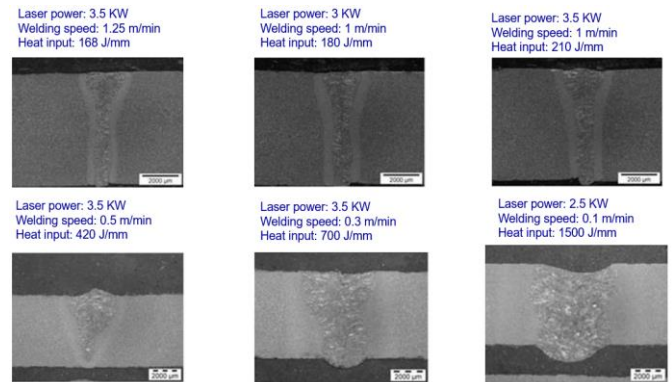 Laser power: 3.5 KW
Welding speed: 1.25 m/min
Heat input: 168 J/mm
Laser power: 3 KW
Welding speed: 1 m/min
Heat input: 180 J/mm
Laser power: 3.5 KW
Welding speed: 1 m/min
Heat input: 210 J/mm
2000 µm
2000 µm
2000 µm
Laser power: 3.5 KW
Welding speed: 0.5 m/min
Heat input: 420 J/mm
Laser power: 3.5 KW
Welding speed: 0.3 m/min
Heat input: 700 J/mm
Laser power: 2.5 KW
Welding speed: 0.1 m/min
Heat input: 1500 J/mm
2000 µm
2000 µm
2000 µm